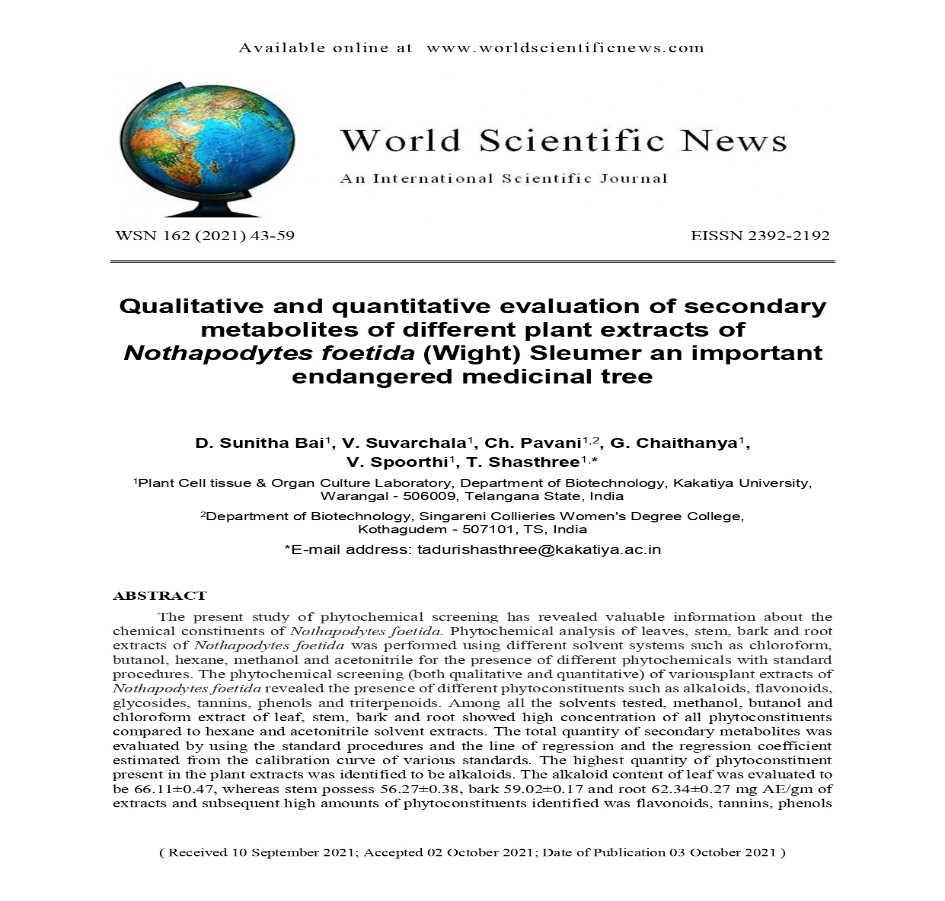 Available online at www.worldscientificnews.com
World Scientific News
An International Scientific Journal
WSN 162 (2021) 43-59
EISSN 2392-2192
Qualitative and quantitative evaluation of secondary
metabolites of different plant extracts of
Nothapodytes foetida (Wight) Sleumer an important
endangered medicinal tree
D. Sunitha Bai¹, V. Suvarchala¹, Ch. Pavani¹,², G. Chaithanya¹,
V. Spoorthi¹, T. Shasthree¹,*
¹Plant Cell tissue & Organ Culture Laboratory, Department of Biotechnology, Kakatiya University,
Warangal - 506009, Telangana State, India
²Department of Biotechnology, Singareni Collieries Women's Degree College,
Kothagudem - 507101, TS, India
*E-mail address: tadurishasthree@kakatiya.ac.in
ABSTRACT
The present study of phytochemical screening has revealed valuable information about the
chemical constituents of Nothapodytes foetida. Phytochemical analysis of leaves, stem, bark and root
extracts of Nothapodytes foetida was performed using different solvent systems such as chloroform,
butanol, hexane, methanol and acetonitrile for the presence of different phytochemicals with standard
procedures. The phytochemical screening (both qualitative and quantitative) of variousplant extracts of
Nothapodytes foetida revealed the presence of different phytoconstituents such as alkaloids, flavonoids,
glycosides, tannins, phenols and triterpenoids. Among all the solvents tested, methanol, butanol and
chloroform extract of leaf, stem, bark and root showed high concentration of all phytoconstituents
compared to hexane and acetonitrile solvent extracts. The total quantity of secondary metabolites was
evaluated by using the standard procedures and the line of regression and the regression coefficient
estimated from the calibration curve of various standards. The highest quantity of phytoconstituent
present in the plant extracts was identified to be alkaloids. The alkaloid content of leaf was evaluated to
be 66.11±0.47, whereas stem possess 56.27±0.38, bark 59.02±0.17 and root 62.34±0.27 mg AE/gm of
extracts and subsequent high amounts of phytoconstituents identified was flavonoids, tannins, phenols
( Received 10 September 2021; Accepted 02 October 2021; Date of Publication 03 October 2021 )